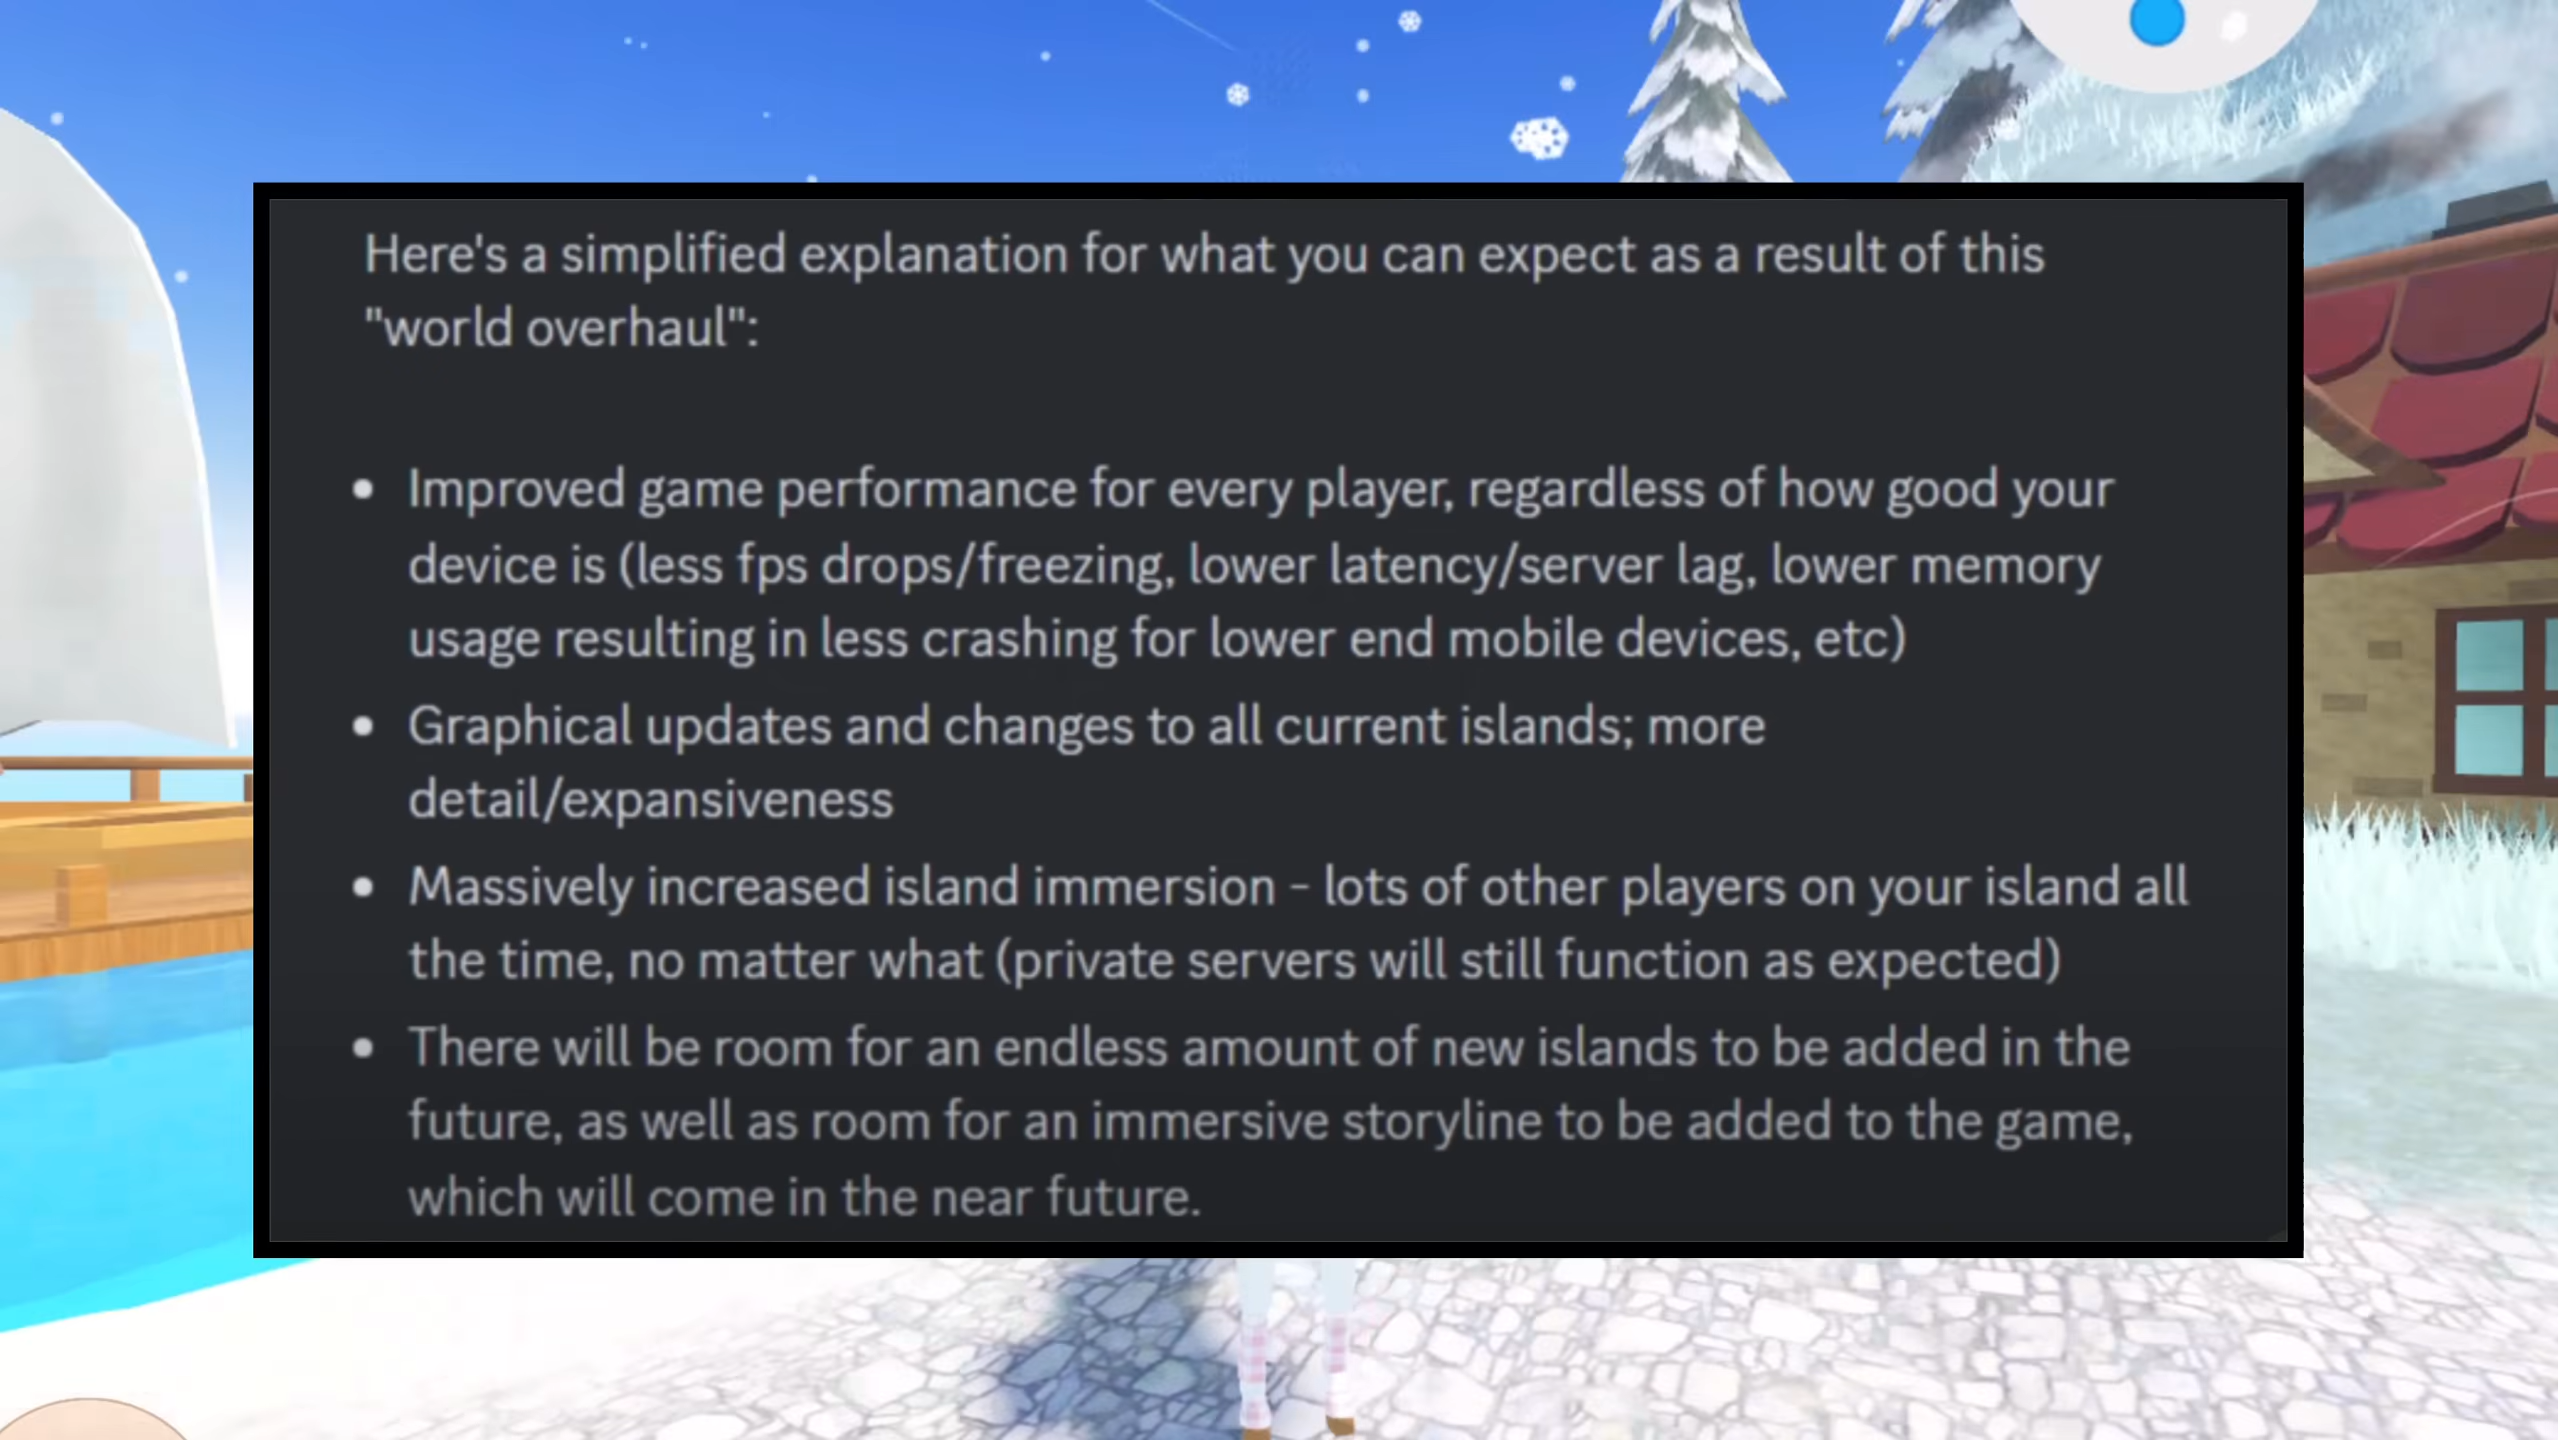 Here's a simplified explanation for what you can expect as a result of this
"world overhaul":
• Improved game performance for every player, regardless of how good your
device is (less fps drops/freezing, lower latency/server lag, lower memory
usage resulting in less crashing for lower end mobile devices, etc)
• Graphical updates and changes to all current islands; more
detail/expansiveness
• Massively increased island immersion - lots of other players on your island all
the time, no matter what (private servers will still function as expected)
• There will be room for an endless amount of new islands to be added in the
future, as well as room for an immersive storyline to be added to the game,
which will come in the near future.